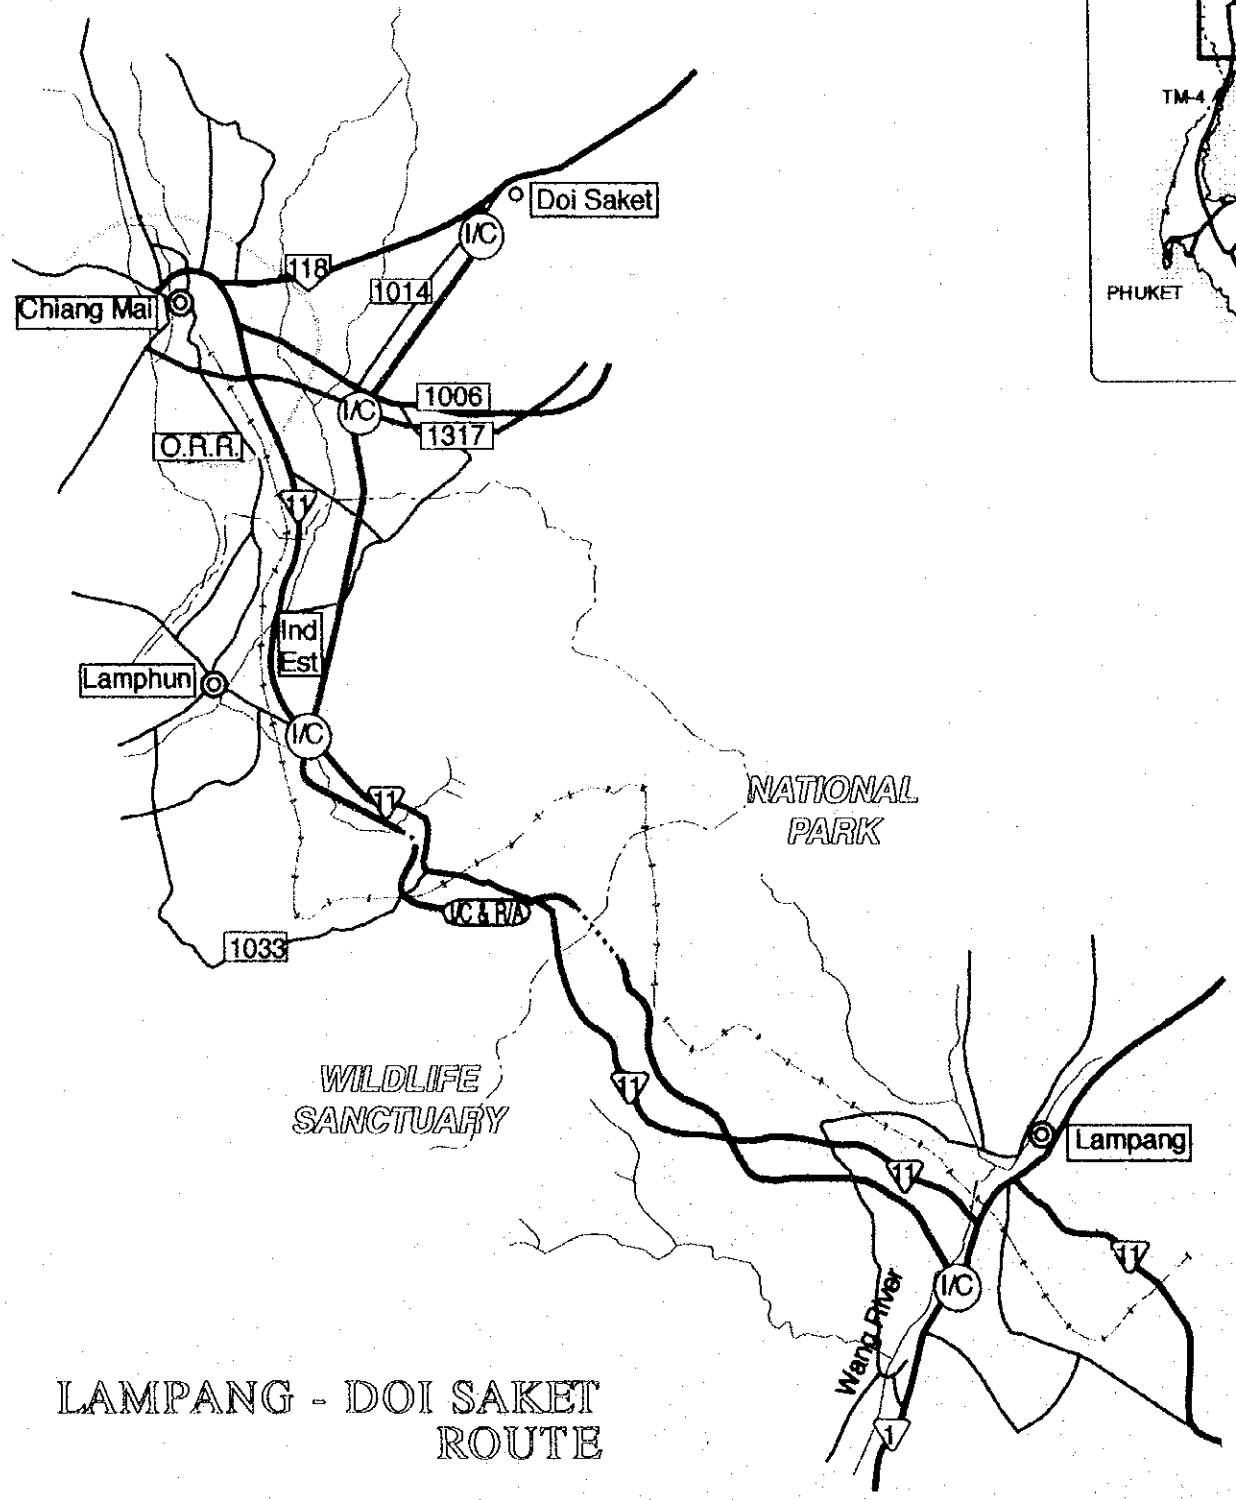 TM-4
PHUKET
Doi Saket
I/C
118
1014
Chiang Mai
1006
I/C
1317
O.R.R.
11
Ind
Est
Lamphun
I/C
11
NATIONAL
PARK
I/C & R/A
1033
WILDLIFE
SANCTUARY
11
Lampang
11
11
I/C
Wang River
LAMPANG - DOI SAKET
ROUTE
1